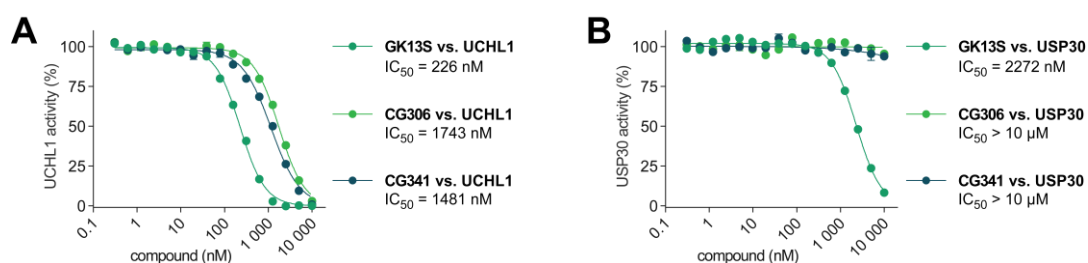 A
100
75
50
25
0
UCHL1 activity (%)
0.1
1
10
100
1 000
10 000
compound (nM)
GK13S vs. UCHL1
IC50 = 226 nM
CG306 vs. UCHL1
IC50 = 1743 nM
CG341 vs. UCHL1
IC50 = 1481 nM
B
100
75
50
25
0
USP30 activity (%)
0.1
1
10
100
1 000
10 000
compound (nM)
GK13S vs. USP30
IC50 = 2272 nM
CG306 vs. USP30
IC50 > 10 µM
CG341 vs. USP30
IC50 > 10 µM